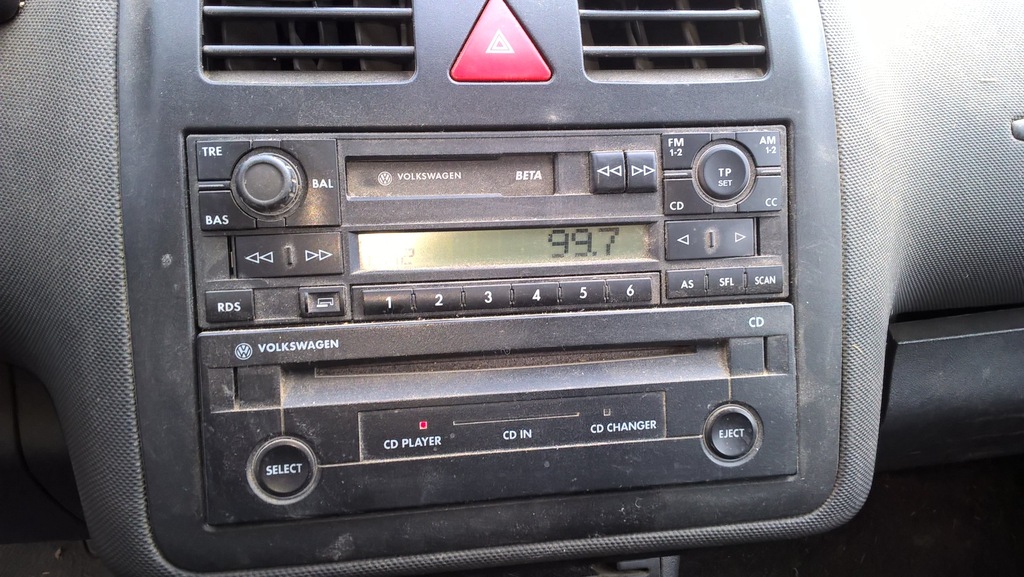 TRE
BAL
BAS
VOLKSWAGEN BETA
FM 1-2
AM 1-2
TP SET
CD
CC
99.7
RDS
1 2 3 4 5 6
AS SFL SCAN
VOLKSWAGEN
CD
CD PLAYER
CD IN
CD CHANGER
SELECT
EJECT